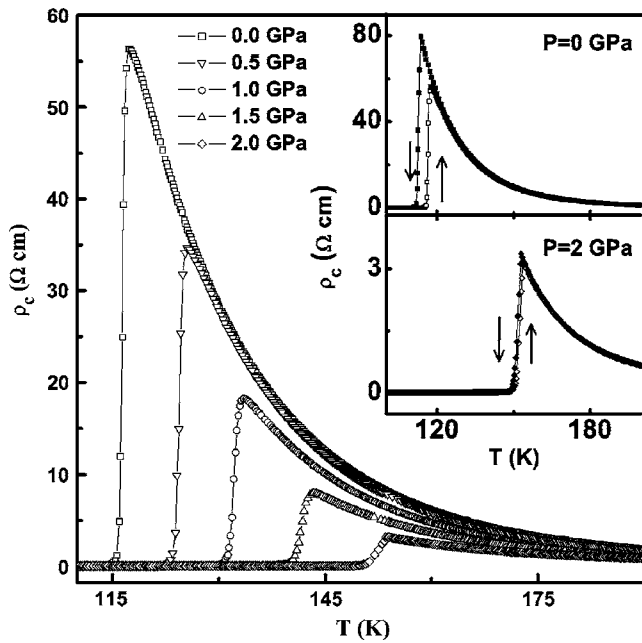 60
50
40
30
20
10
0
ρc (Ω cm)
115
145
175
T (K)
0.0 GPa
0.5 GPa
1.0 GPa
1.5 GPa
2.0 GPa
80
40
0
P=0 GPa
ρc (Ω cm)
3
0
P=2 GPa
120
150
180
T (K)